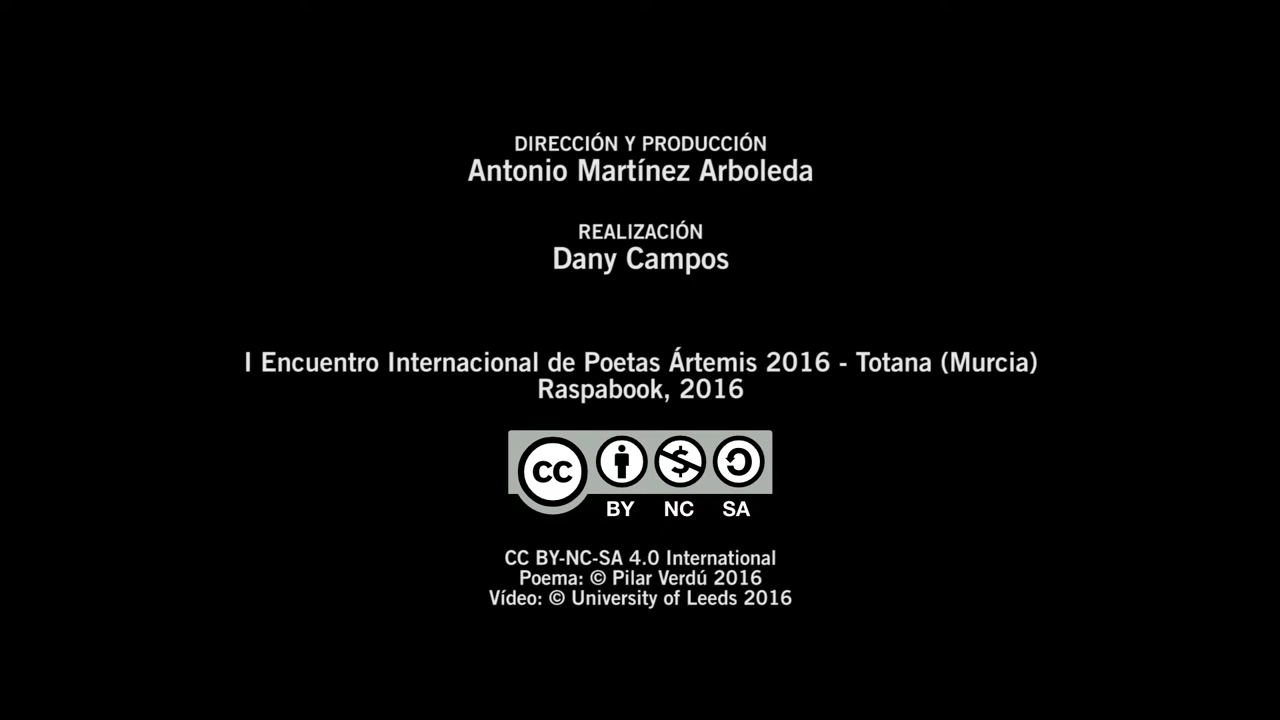 DIRECCIÓN Y PRODUCCIÓN
Antonio Martínez Arboleda
REALIZACIÓN
Dany Campos
I Encuentro Internacional de Poetas Ártemis 2016 - Totana (Murcia)
Raspabook, 2016
cc
BY NC SA
CC BY-NC-SA 4.0 International
Poema: © Pilar Verdú 2016
Vídeo: © University of Leeds 2016